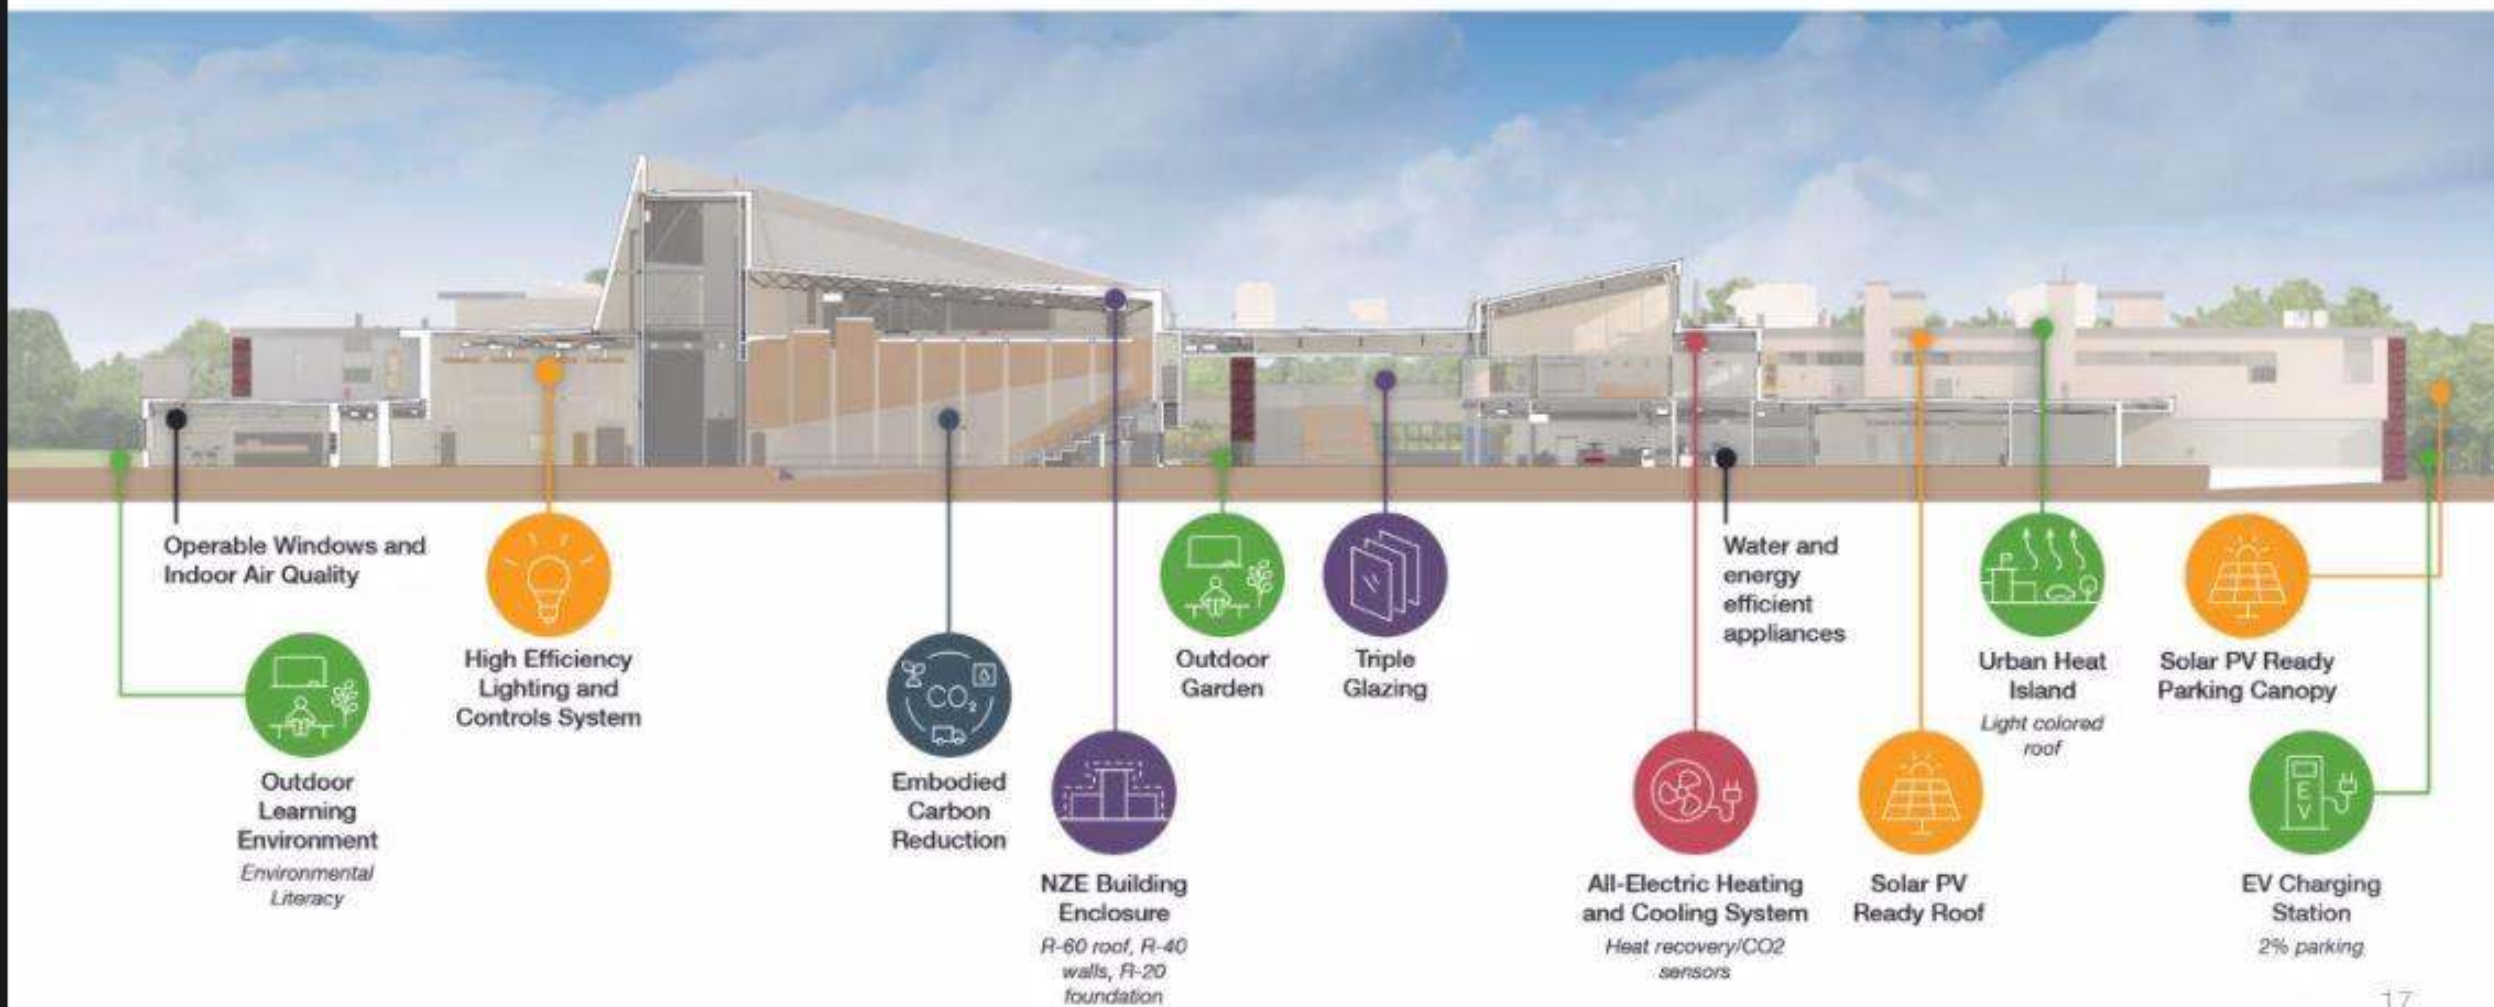 Operable Windows and
Indoor Air Quality
Outdoor
Learning
Environment
Environmental
Literacy
High Efficiency
Lighting and
Controls System
CO2
Embodied
Carbon
Reduction
NZE Building
Enclosure
R-60 roof, R-40
walls, R-20
foundation
Outdoor
Garden
Triple
Glazing
All-Electric Heating
and Cooling System
Heat recovery/CO2
sensors
Water and
energy
efficient
appliances
Solar PV
Ready Roof
Urban Heat
Island
Light colored
roof
Solar PV Ready
Parking Canopy
EV
EV Charging
Station
2% parking
17